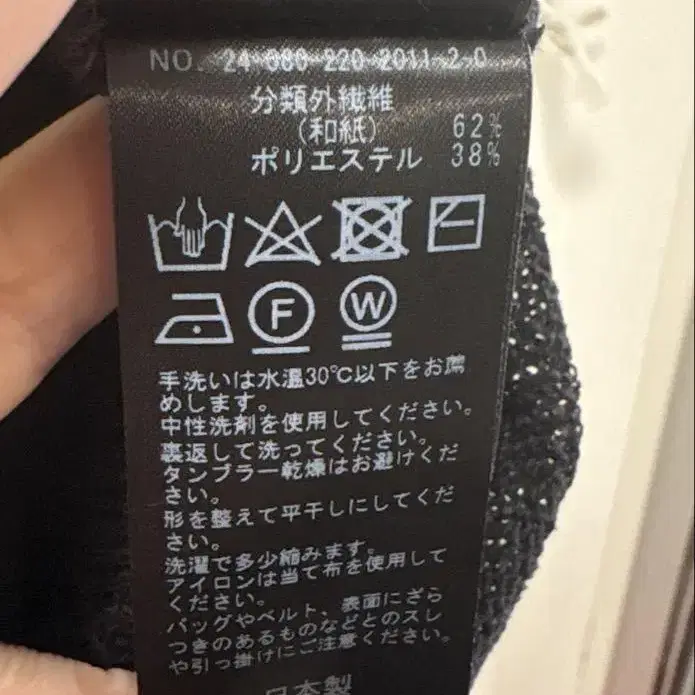 NO. 24-080-220-2011-2-0
分類外繊維
(和紙) 62%
ポリエステル 38%
F W
手洗いは水温30℃以下をお薦
めします。
中性洗剤を使用してください。
裏返して洗ってください。
タンブラー乾燥はお避けくだ
さい。
形を整えて平干しにしてくだ
さい。
洗濯で多少縮みます。
アイロンは当て布を使用して
ください。
バッグやベルト、表面にざら
つきのあるものなどとのスレ
や引っ掛けにご注意ください。
日本製